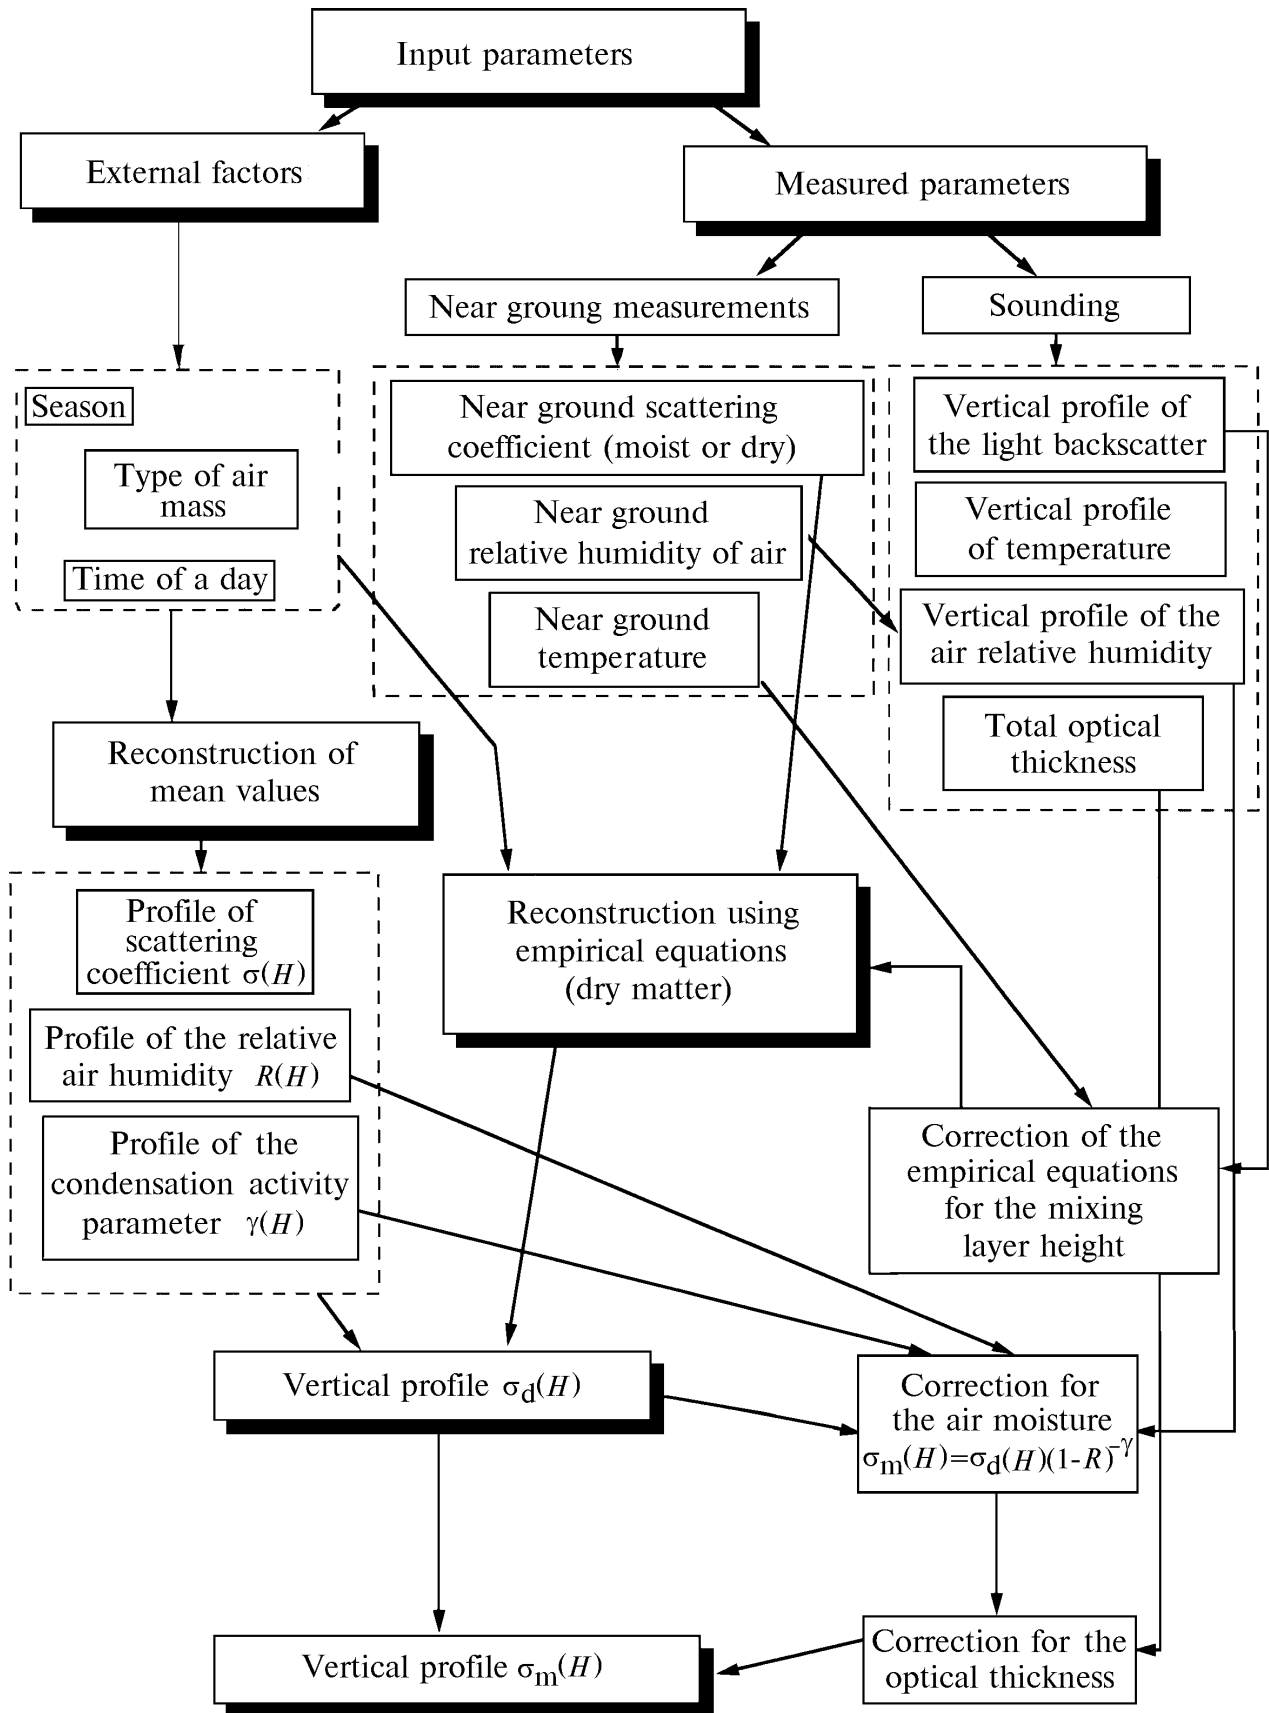 Input parameters
External factors
Measured parameters
Near groung measurements
Sounding
Season
Type of air
mass
Time of a day
Near ground scattering
coefficient (moist or dry)
Near ground
relative humidity of air
Near ground
temperature
Vertical profile of
the light backscatter
Vertical profile
of temperature
Vertical profile of the
air relative humidity
Total optical
thickness
Reconstruction of
mean values
Profile of
scattering
coefficient σ(H)
Profile of the relative
air humidity R(H)
Profile of the
condensation activity
parameter γ(H)
Reconstruction using
empirical equations
(dry matter)
Correction of the
empirical equations
for the mixing
layer height
Vertical profile σd(H)
Correction for
the air moisture
σm(H)=σd(H)(1-R)^-γ
Vertical profile σm(H)
Correction for the
optical thickness